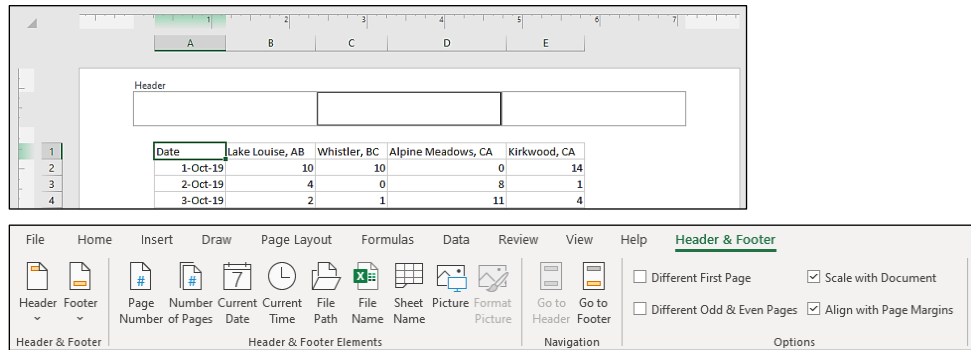 1 2 3 4 5 6 7
A B C D E
Header
1 Date Lake Louise, AB Whistler, BC Alpine Meadows, CA Kirkwood, CA
2 1-Oct-19 10 10 0 14
3 2-Oct-19 4 0 8 1
4 3-Oct-19 2 1 11 4
File Home Insert Draw Page Layout Formulas Data Review View Help Header & Footer
# # 7 X
Header Footer Page Number Current Current File File Sheet Picture Format Go to Go to
Number of Pages Date Time Path Name Name Picture Header Footer
Different First Page Scale with Document
Different Odd & Even Pages Align with Page Margins
Header & Footer Header & Footer Elements Navigation Options